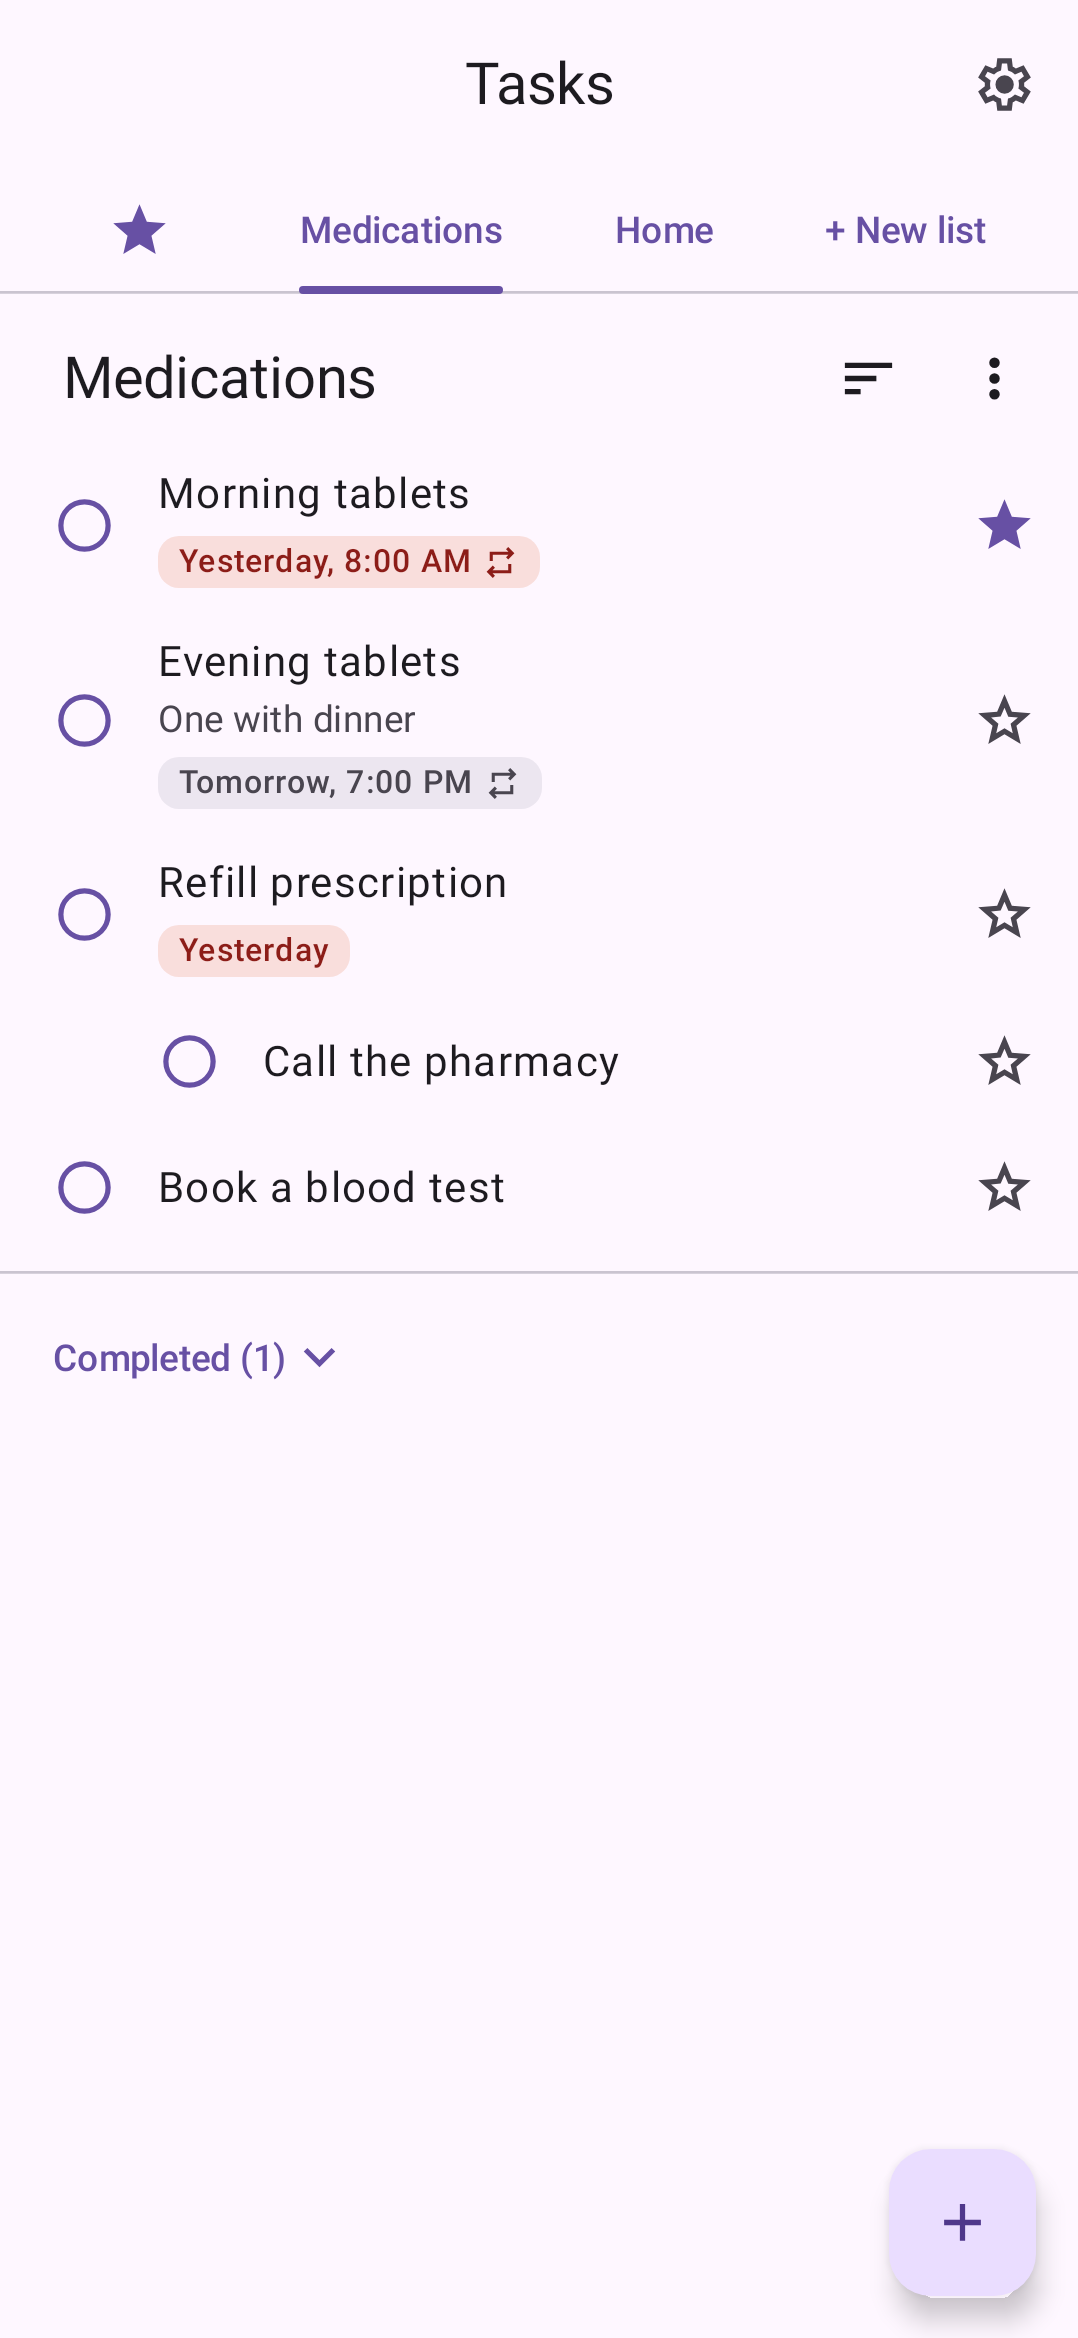 Tasks
Medications
Home
+ New list
Medications
Morning tablets
Yesterday, 8:00 AM
Evening tablets
One with dinner
Tomorrow, 7:00 PM
Refill prescription
Yesterday
Call the pharmacy
Book a blood test
Completed (1)